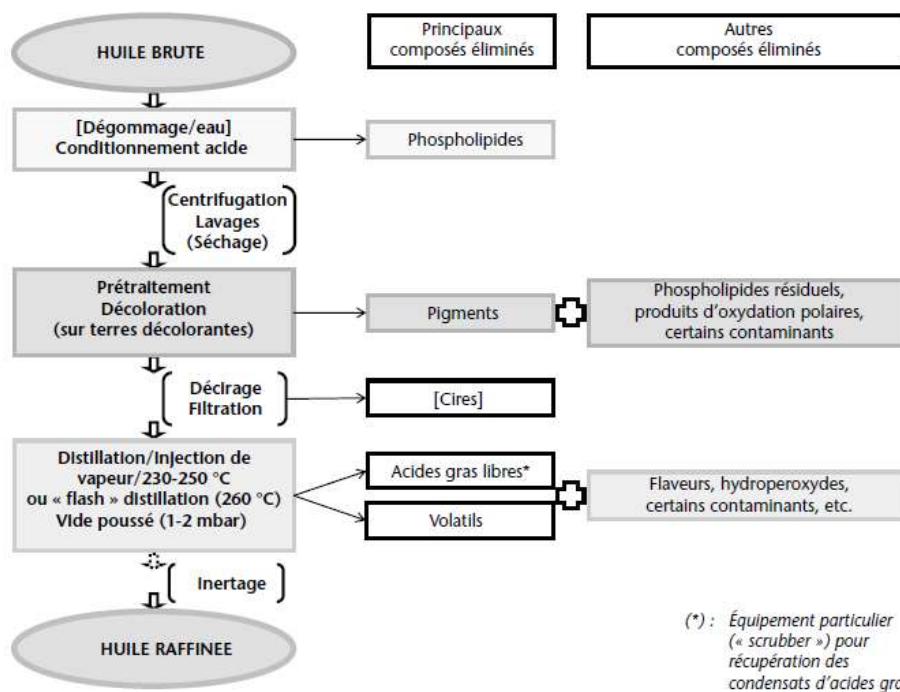 HUILE BRUTE
Principaux
composés éliminés
Autres
composés éliminés
[Dégommage/eau]
Conditionnement acide
Phospholipides
Centrifugation
Lavages
(Séchage)
Prétraitement
Décoloration
(sur terres décolorantes)
Pigments
Phospholipides résiduels,
produits d'oxydation polaires,
certains contaminants
Décirage
Filtration
[Cires]
Distillation/Injection de
vapeur/230-250 °C
ou « flash » distillation (260 °C)
Vide poussé (1-2 mbar)
Acides gras libres*
Volatils
Flaveurs, hydroperoxydes,
certains contaminants, etc.
Inertage
HUILE RAFFINEE
(*) : Équipement particulier
(« scrubber ») pour
récupération des
condensats d'acides gra